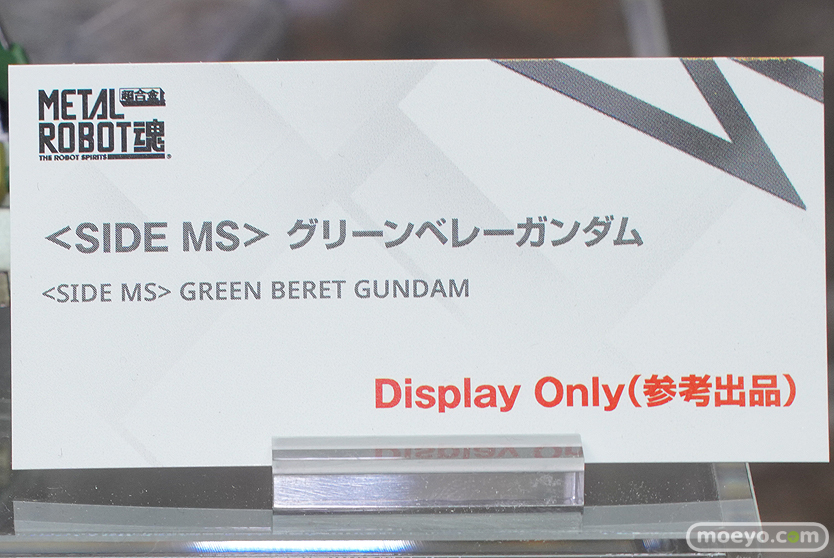 METAL 超合金
ROBOT魂
THE ROBOT SPIRITS
<SIDE MS> グリーンベレーガンダム
<SIDE MS> GREEN BERET GUNDAM
Display Only(参考出品)
moeyo.com